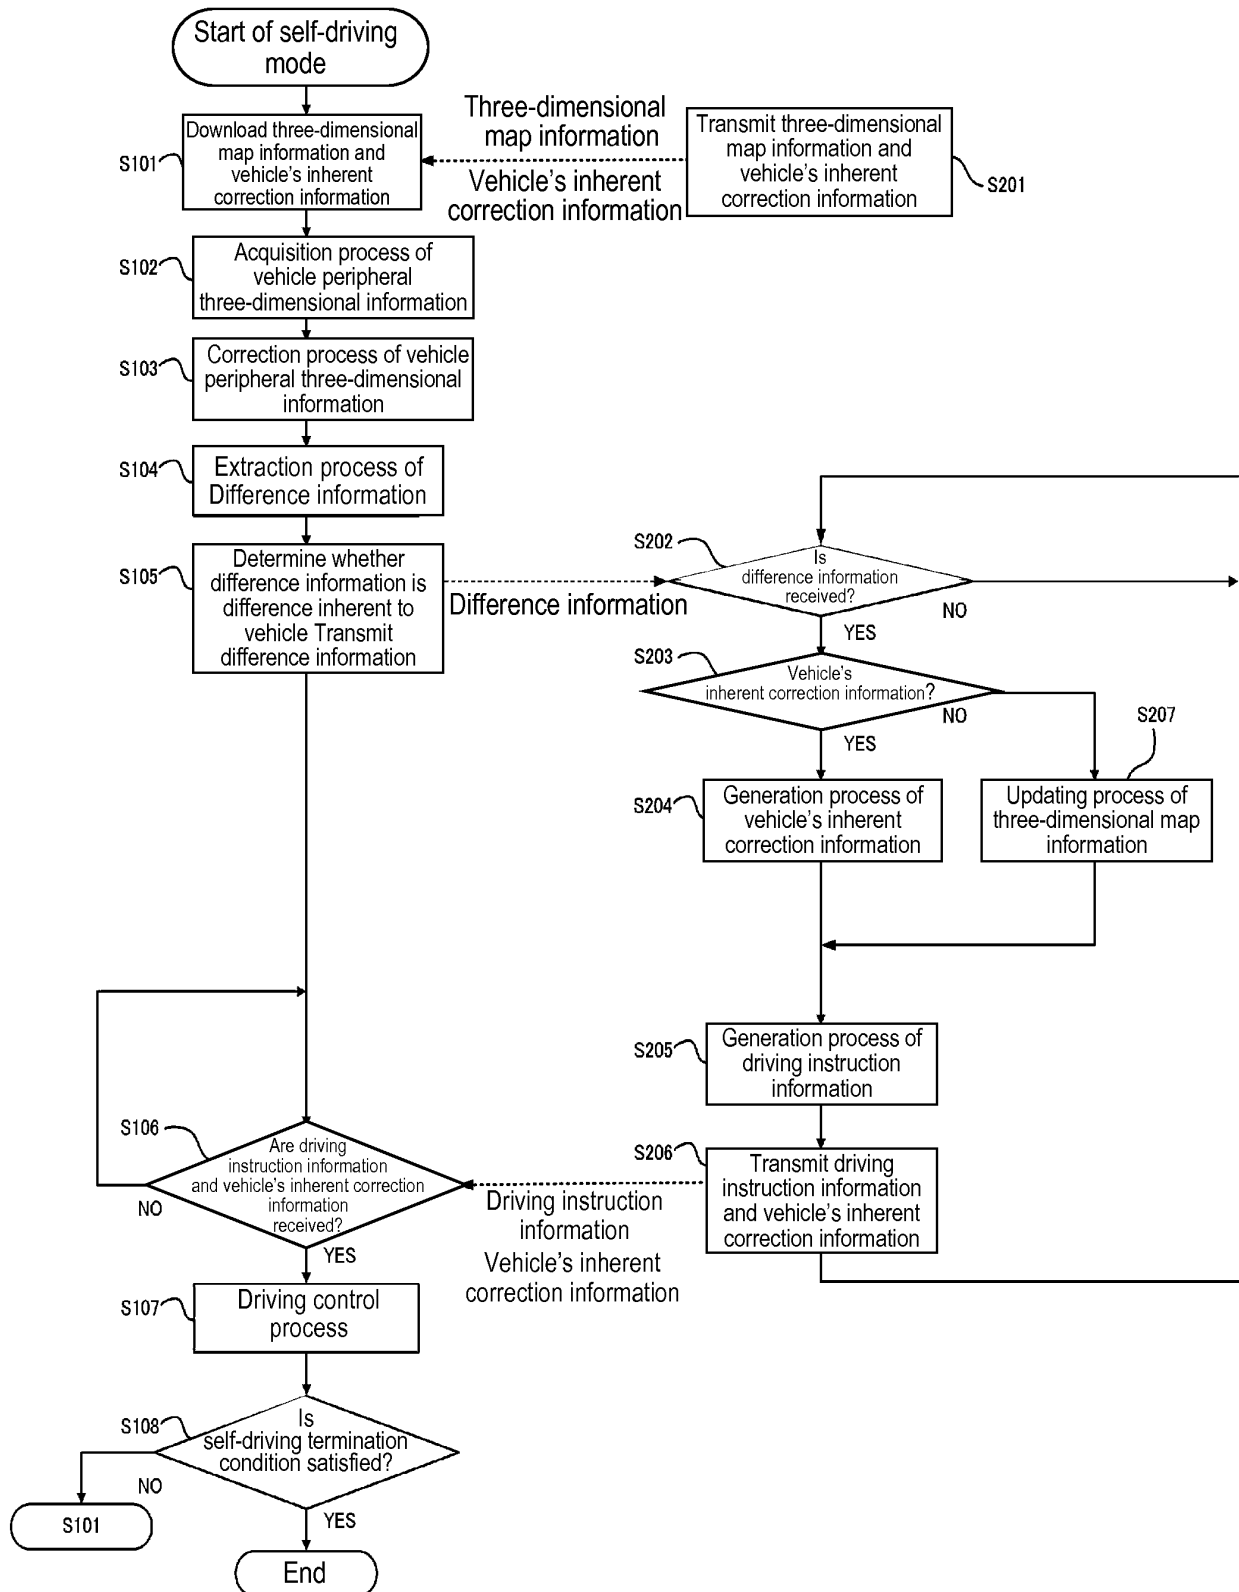 Start of self-driving
mode
S101
Download three-dimensional
map information and
vehicle's inherent
correction information
Three-dimensional
map information
Vehicle's inherent
correction information
Transmit three-dimensional
map information and
vehicle's inherent
correction information
S201
S102
Acquisition process of
vehicle peripheral
three-dimensional information
S103
Correction process of vehicle
peripheral three-dimensional
information
S104
Extraction process of
Difference information
S105
Determine whether
difference information is
difference inherent to
vehicle Transmit
difference information
Difference information
S202
Is
difference information
received?
NO
YES
S203
Vehicle's
inherent correction information?
NO
YES
S207
S204
Generation process of
vehicle's inherent
correction information
Updating process of
three-dimensional map
information
S205
Generation process of
driving instruction
information
S206
Transmit driving
instruction information
and vehicle's inherent
correction information
Driving instruction
information
Vehicle's inherent
correction information
S106
Are driving
instruction information
and vehicle's inherent correction
information
received?
NO
YES
S107
Driving control
process
S108
Is
self-driving termination
condition satisfied?
NO
YES
S101
End